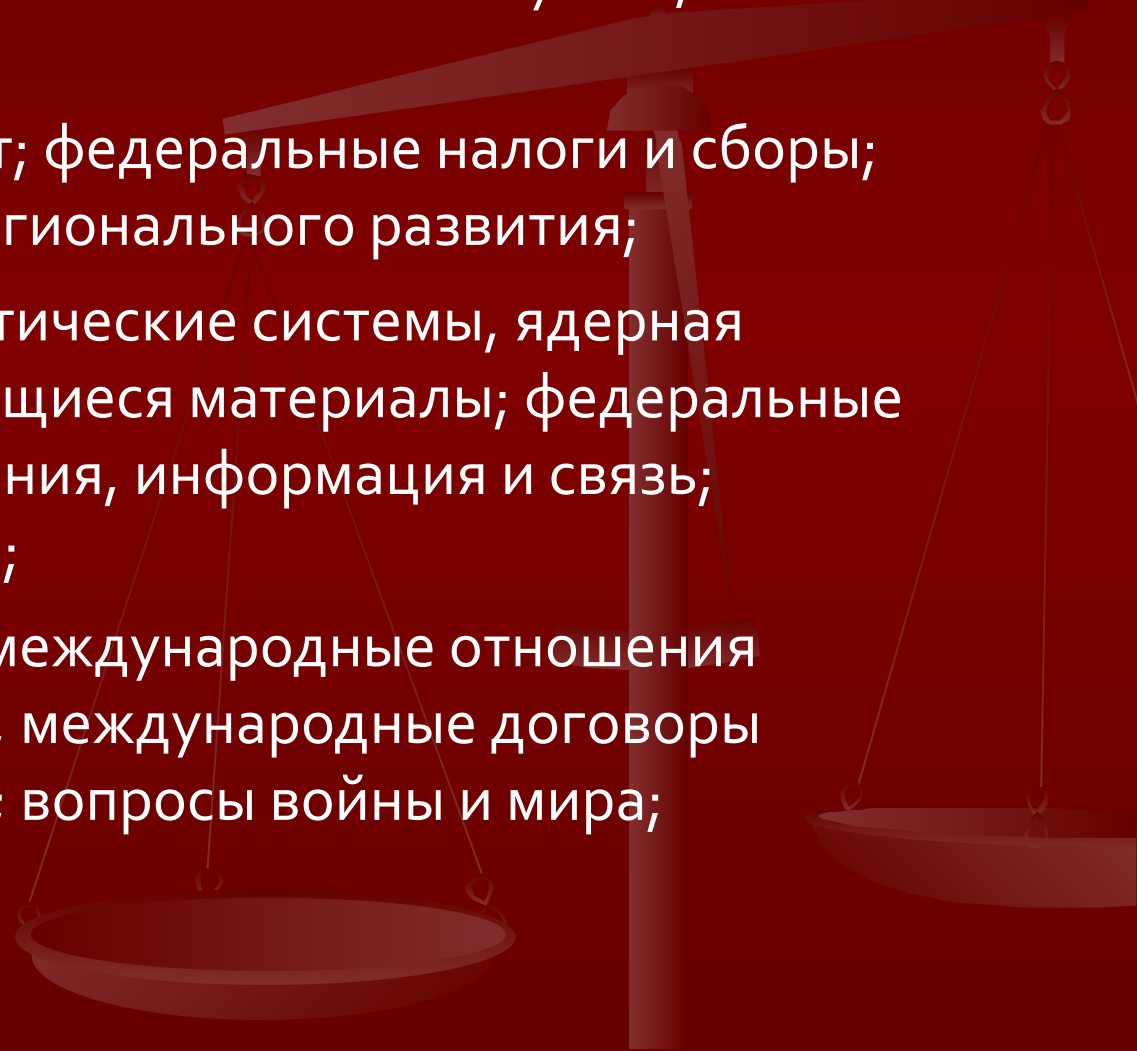 т; федеральные налоги и сборы;
гионального развития;
тические системы, ядерная
щиеся материалы; федеральные
ния, информация и связь;
;
международные отношения
, международные договоры
; вопросы войны и мира;